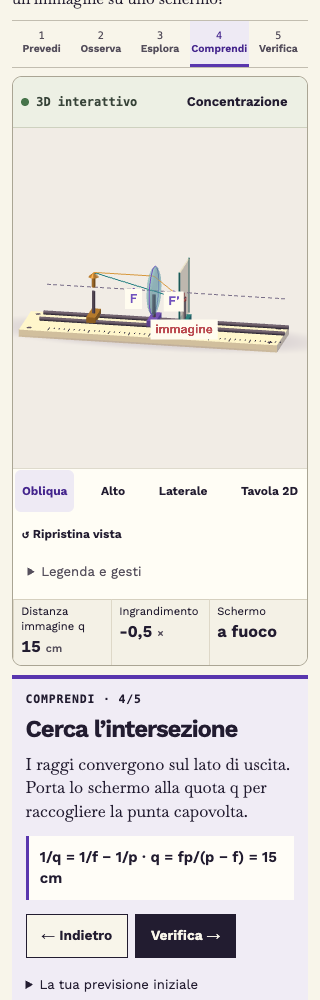 un'immagine su uno schermo?
1
Prevedi
2
Osserva
3
Esplora
4
Comprendi
5
Verifica
3D interattivo
Concentrazione
F
F'
immagine
Obliqua
Alto
Laterale
Tavola 2D
↺ Ripristina vista
▶ Legenda e gesti
Distanza
immagine q
15 cm
Ingrandimento
-0,5 ×
Schermo
a fuoco
COMPRENDI · 4/5
Cerca l’intersezione
I raggi convergono sul lato di uscita.
Porta lo schermo alla quota q per
raccogliere la punta capovolta.
1/q = 1/f − 1/p · q = fp/(p − f) = 15
cm
← Indietro
Verifica →
▶ La tua previsione iniziale